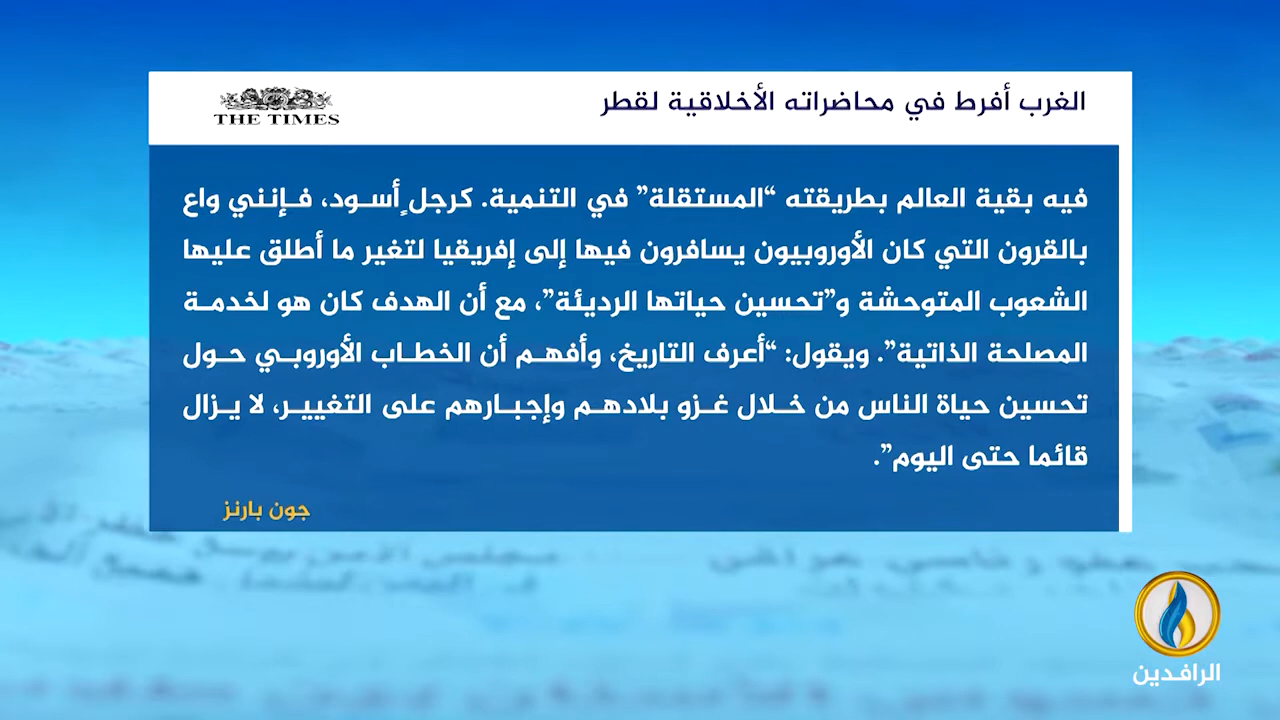 الغرب أفرط في محاضراته الأخلاقية لقطر
THE TIMES
فيه بقية العالم بطريقته “المستقلة” في التنمية. كرجلٍ أسود، فإنني واع
بالقرون التي كان الأوروبيون يسافرون فيها إلى إفريقيا لتغير ما أطلق عليها
الشعوب المتوحشة و”تحسين حياتها الرديئة”، مع أن الهدف كان هو لخدمة
المصلحة الذاتية”. ويقول: “أعرف التاريخ، وأفهم أن الخطاب الأوروبي حول
تحسين حياة الناس من خلال غزو بلادهم وإجبارهم على التغيير، لا يزال
قائما حتى اليوم”.
جون بارنز
الرافدين